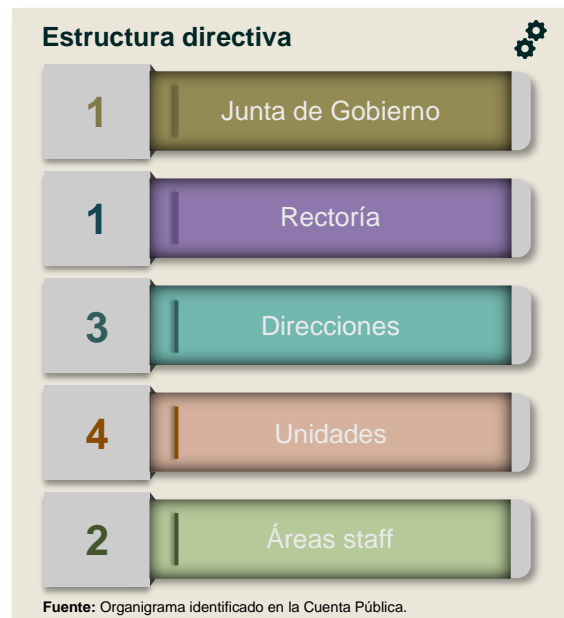 Estructura directiva
1 Junta de Gobierno
1 Rectoría
3 Direcciones
4 Unidades
2 Áreas staff
Fuente: Organigrama identificado en la Cuenta Pública.